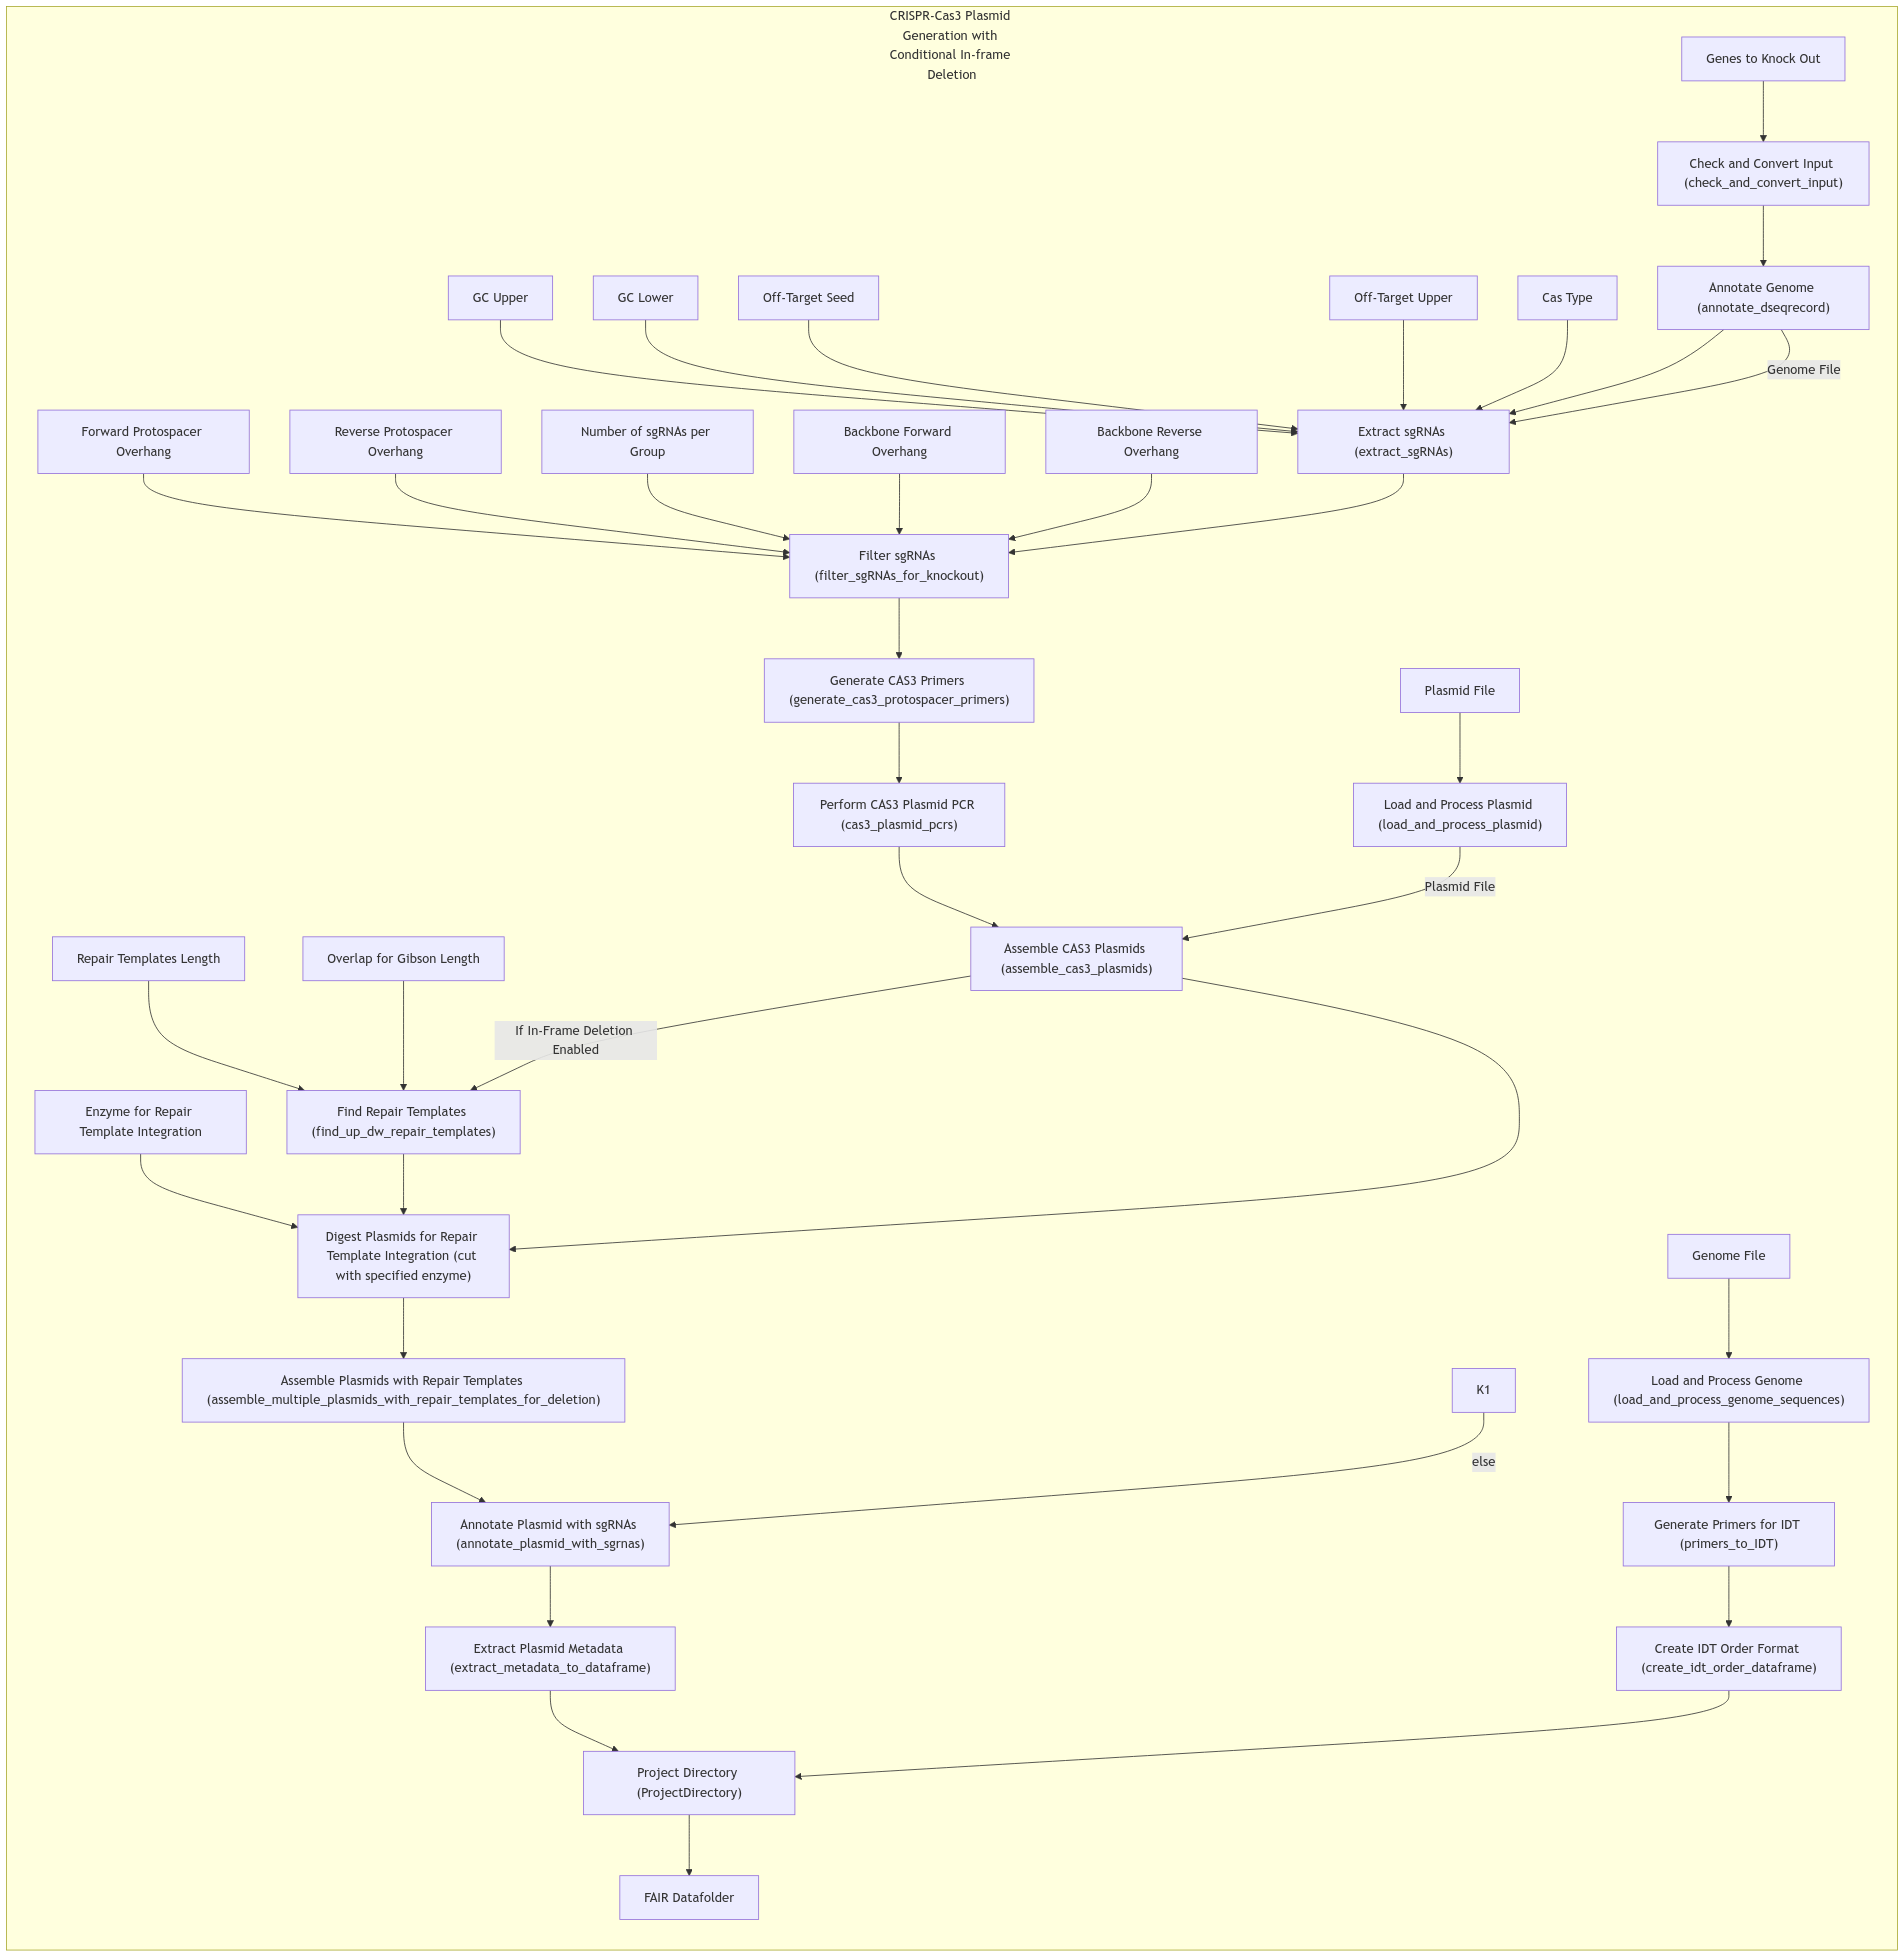 CRISPR-Cas3 Plasmid
Generation with
Conditional In-frame
Deletion
Genes to Knock Out
Check and Convert Input
(check_and_convert_input)
GC Upper
GC Lower
Off-Target Seed
Off-Target Upper
Cas Type
Annotate Genome
(annotate_dseqrecord)
Genome File
Forward Protospacer
Overhang
Reverse Protospacer
Overhang
Number of sgRNAs per
Group
Backbone Forward
Overhang
Backbone Reverse
Overhang
Extract sgRNAs
(extract_sgRNAs)
Filter sgRNAs
(filter_sgRNAs_for_knockout)
Generate CAS3 Primers
(generate_cas3_protospacer_primers)
Plasmid File
Perform CAS3 Plasmid PCR
(cas3_plasmid_pcrs)
Load and Process Plasmid
(load_and_process_plasmid)
Plasmid File
Repair Templates Length
Overlap for Gibson Length
Assemble CAS3 Plasmids
(assemble_cas3_plasmids)
If In-Frame Deletion
Enabled
Enzyme for Repair
Template Integration
Find Repair Templates
(find_up_dw_repair_templates)
Digest Plasmids for Repair
Template Integration (cut
with specified enzyme)
Genome File
Assemble Plasmids with Repair Templates
(assemble_multiple_plasmids_with_repair_templates_for_deletion)
K1
Load and Process Genome
(load_and_process_genome_sequences)
else
Annotate Plasmid with sgRNAs
(annotate_plasmid_with_sgrnas)
Generate Primers for IDT
(primers_to_IDT)
Extract Plasmid Metadata
(extract_metadata_to_dataframe)
Create IDT Order Format
(create_idt_order_dataframe)
Project Directory
(ProjectDirectory)
FAIR Datafolder